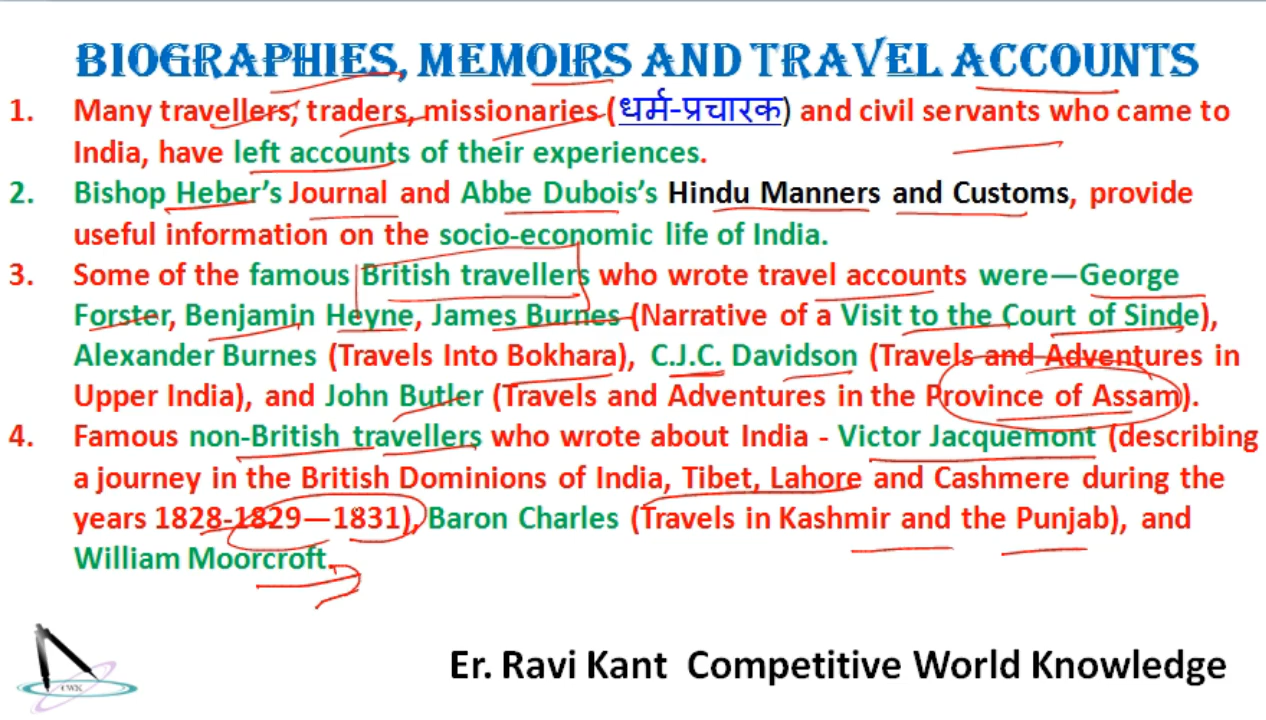 BIOGRAPHIES, MEMOIRS AND TRAVEL ACCOUNTS
1. Many travellers, traders, missionaries (धर्म-प्रचारक) and civil servants who came to
India, have left accounts of their experiences.
2. Bishop Heber's Journal and Abbe Dubois's Hindu Manners and Customs, provide
useful information on the socio-economic life of India.
3. Some of the famous British travellers who wrote travel accounts were—George
Forster, Benjamin Heyne, James Burnes (Narrative of a Visit to the Court of Sinde),
Alexander Burnes (Travels Into Bokhara), C.J.C. Davidson (Travels and Adventures in
Upper India), and John Butler (Travels and Adventures in the Province of Assam).
4. Famous non-British travellers who wrote about India - Victor Jacquemont (describing
a journey in the British Dominions of India, Tibet, Lahore and Cashmere during the
years 1828-1829—1831), Baron Charles (Travels in Kashmir and the Punjab), and
William Moorcroft.
CWK
Er. Ravi Kant Competitive World Knowledge